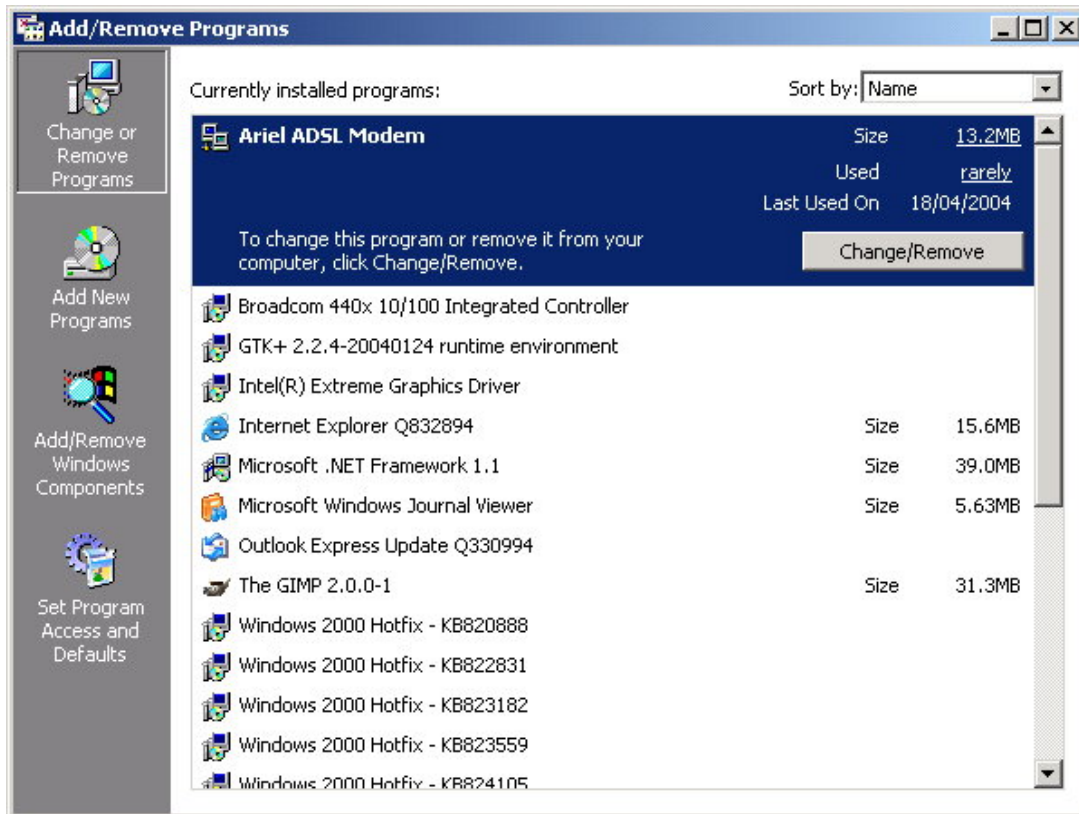 Add/Remove Programs
Change or
Remove
Programs
Add New
Programs
Add/Remove
Windows
Components
Set Program
Access and
Defaults
Currently installed programs:
Sort by: Name
Ariel ADSL Modem Size 13.2MB
Used rarely
Last Used On 18/04/2004
To change this program or remove it from your
computer, click Change/Remove.
Change/Remove
Broadcom 440x 10/100 Integrated Controller
GTK+ 2.2.4-20040124 runtime environment
Intel(R) Extreme Graphics Driver
Internet Explorer Q832894 Size 15.6MB
Microsoft .NET Framework 1.1 Size 39.0MB
Microsoft Windows Journal Viewer Size 5.63MB
Outlook Express Update Q330994
The GIMP 2.0.0-1 Size 31.3MB
Windows 2000 Hotfix - KB820888
Windows 2000 Hotfix - KB822831
Windows 2000 Hotfix - KB823182
Windows 2000 Hotfix - KB823559
Windows 2000 Hotfix - KB824105